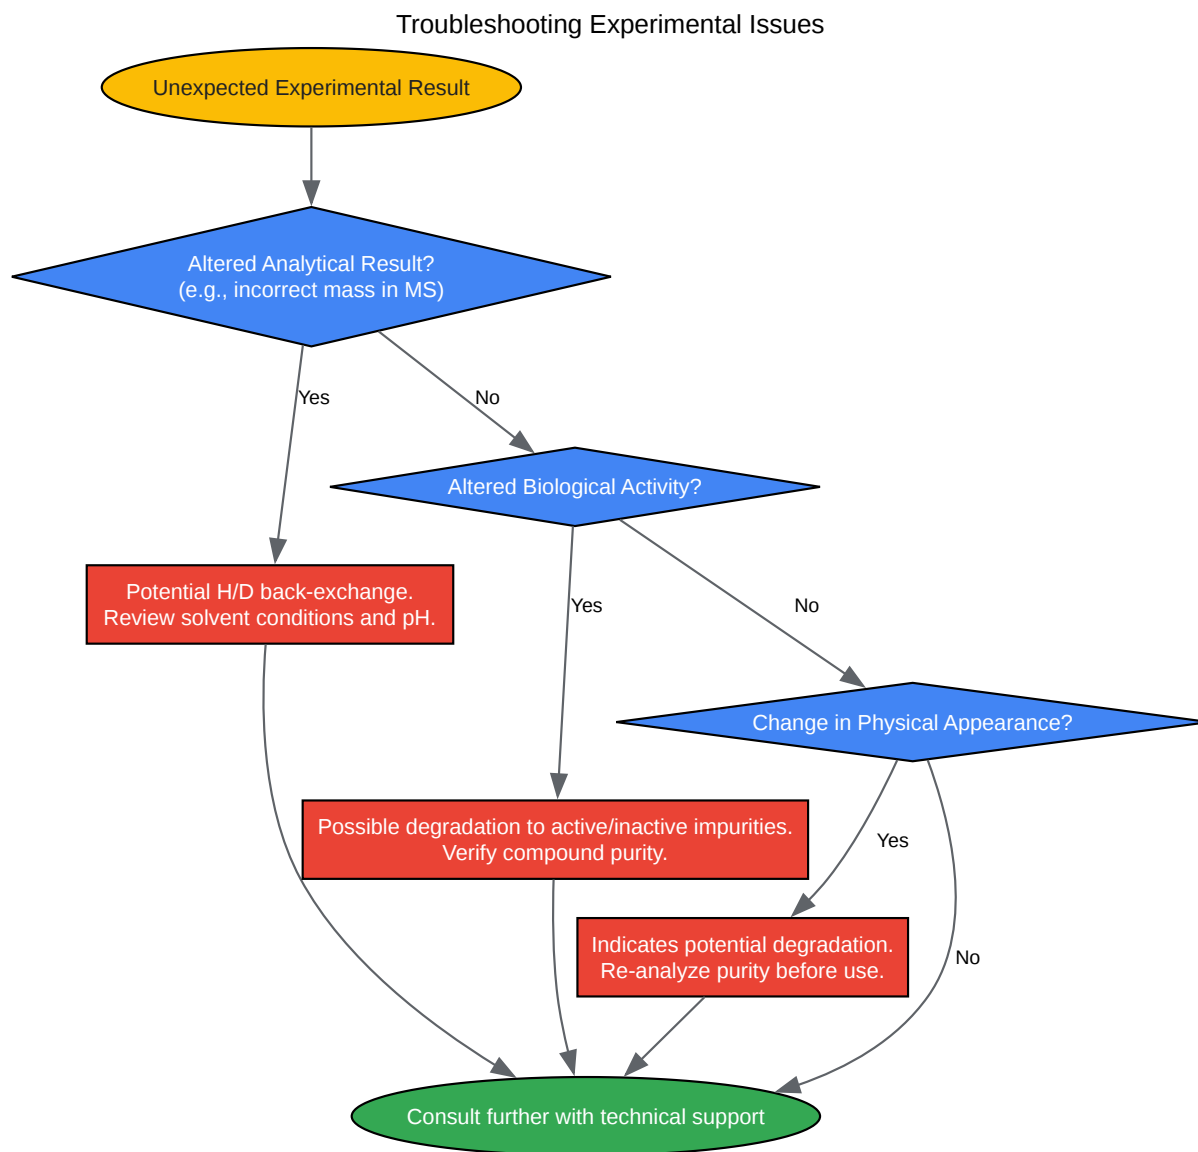 Troubleshooting Experimental Issues
Unexpected Experimental Result
Altered Analytical Result?
(e.g., incorrect mass in MS)
Yes
No
Altered Biological Activity?
Potential H/D back-exchange.
Review solvent conditions and pH.
Yes
No
Change in Physical Appearance?
Possible degradation to active/inactive impurities.
Verify compound purity.
Yes
Indicates potential degradation.
Re-analyze purity before use.
No
Consult further with technical support